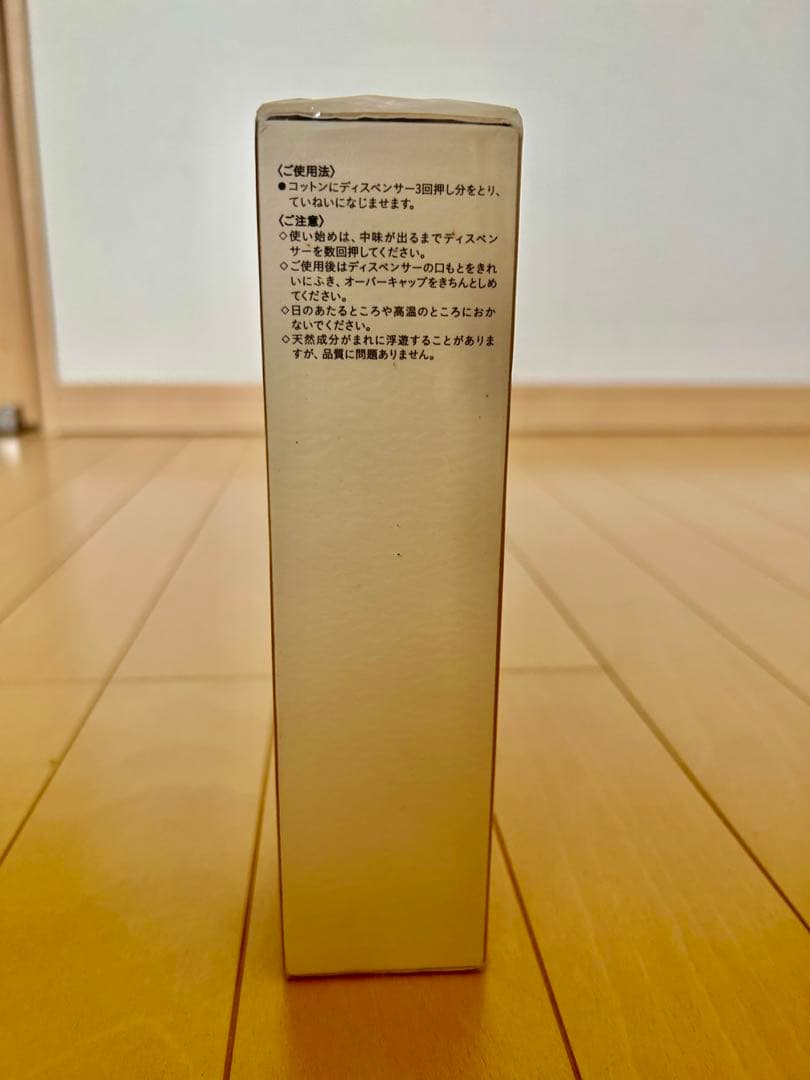 〈ご使用法〉
●コットンにディスペンサー3回押し分をとり、
ていねいになじませます。
〈ご注意〉
◇使い始めは、中味が出るまでディスペン
サーを数回押してください。
◇ご使用後はディスペンサーの口もとをきれ
いにふき、オーバーキャップをきちんとしめ
てください。
◇日のあたるところや高温のところにおか
ないでください。
◇天然成分がまれに浮遊することがありま
すが、品質に問題ありません。